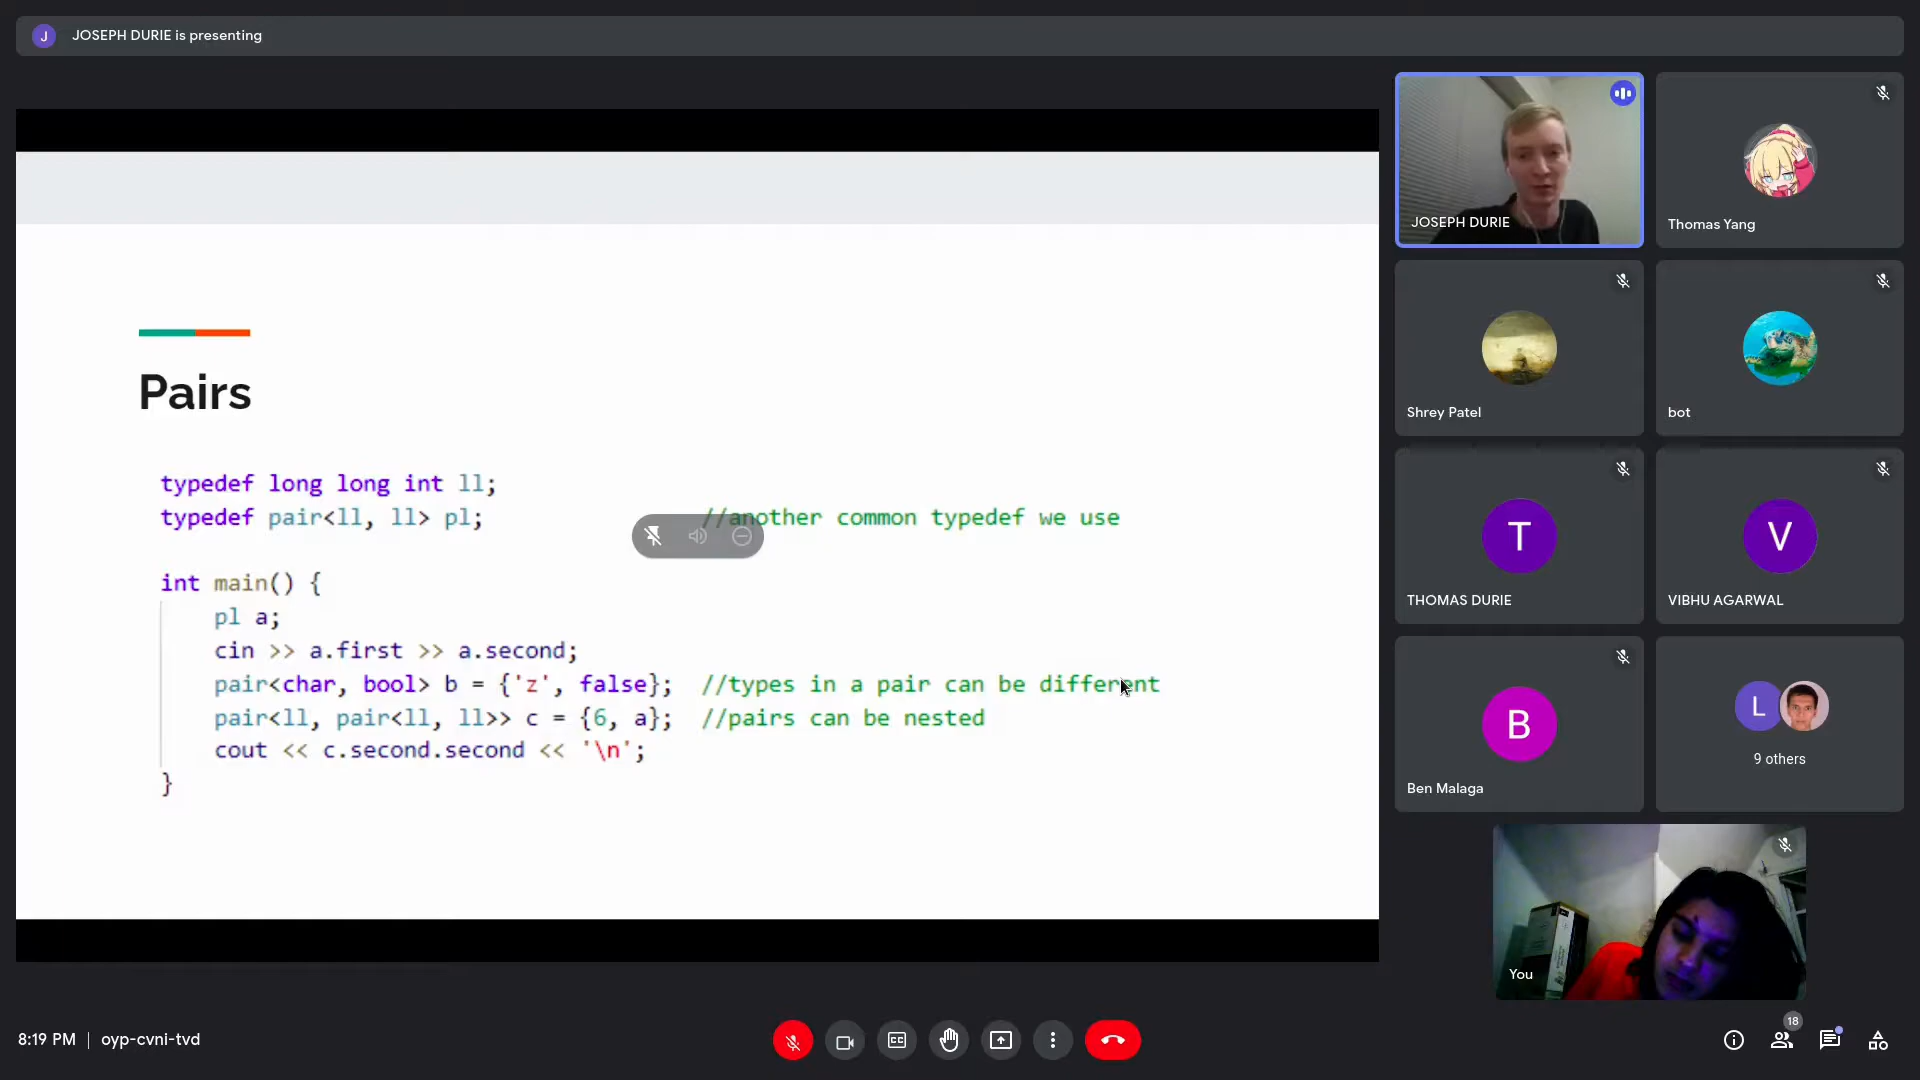 J JOSEPH DURIE is presenting
Pairs
typedef long long int ll;
typedef pair<ll, ll> pl; //another common typedef we use
int main() {
pl a;
cin >> a.first >> a.second;
pair<char, bool> b = {'z', false}; //types in a pair can be different
pair<ll, pair<ll, ll>> c = {6, a}; //pairs can be nested
cout << c.second.second << '\n';
}
JOSEPH DURIE
Thomas Yang
Shrey Patel
bot
T
THOMAS DURIE
V
VIBHU AGARWAL
B
Ben Malaga
L
9 others
You
8:19 PM | oyp-cvni-tvd
CC
18